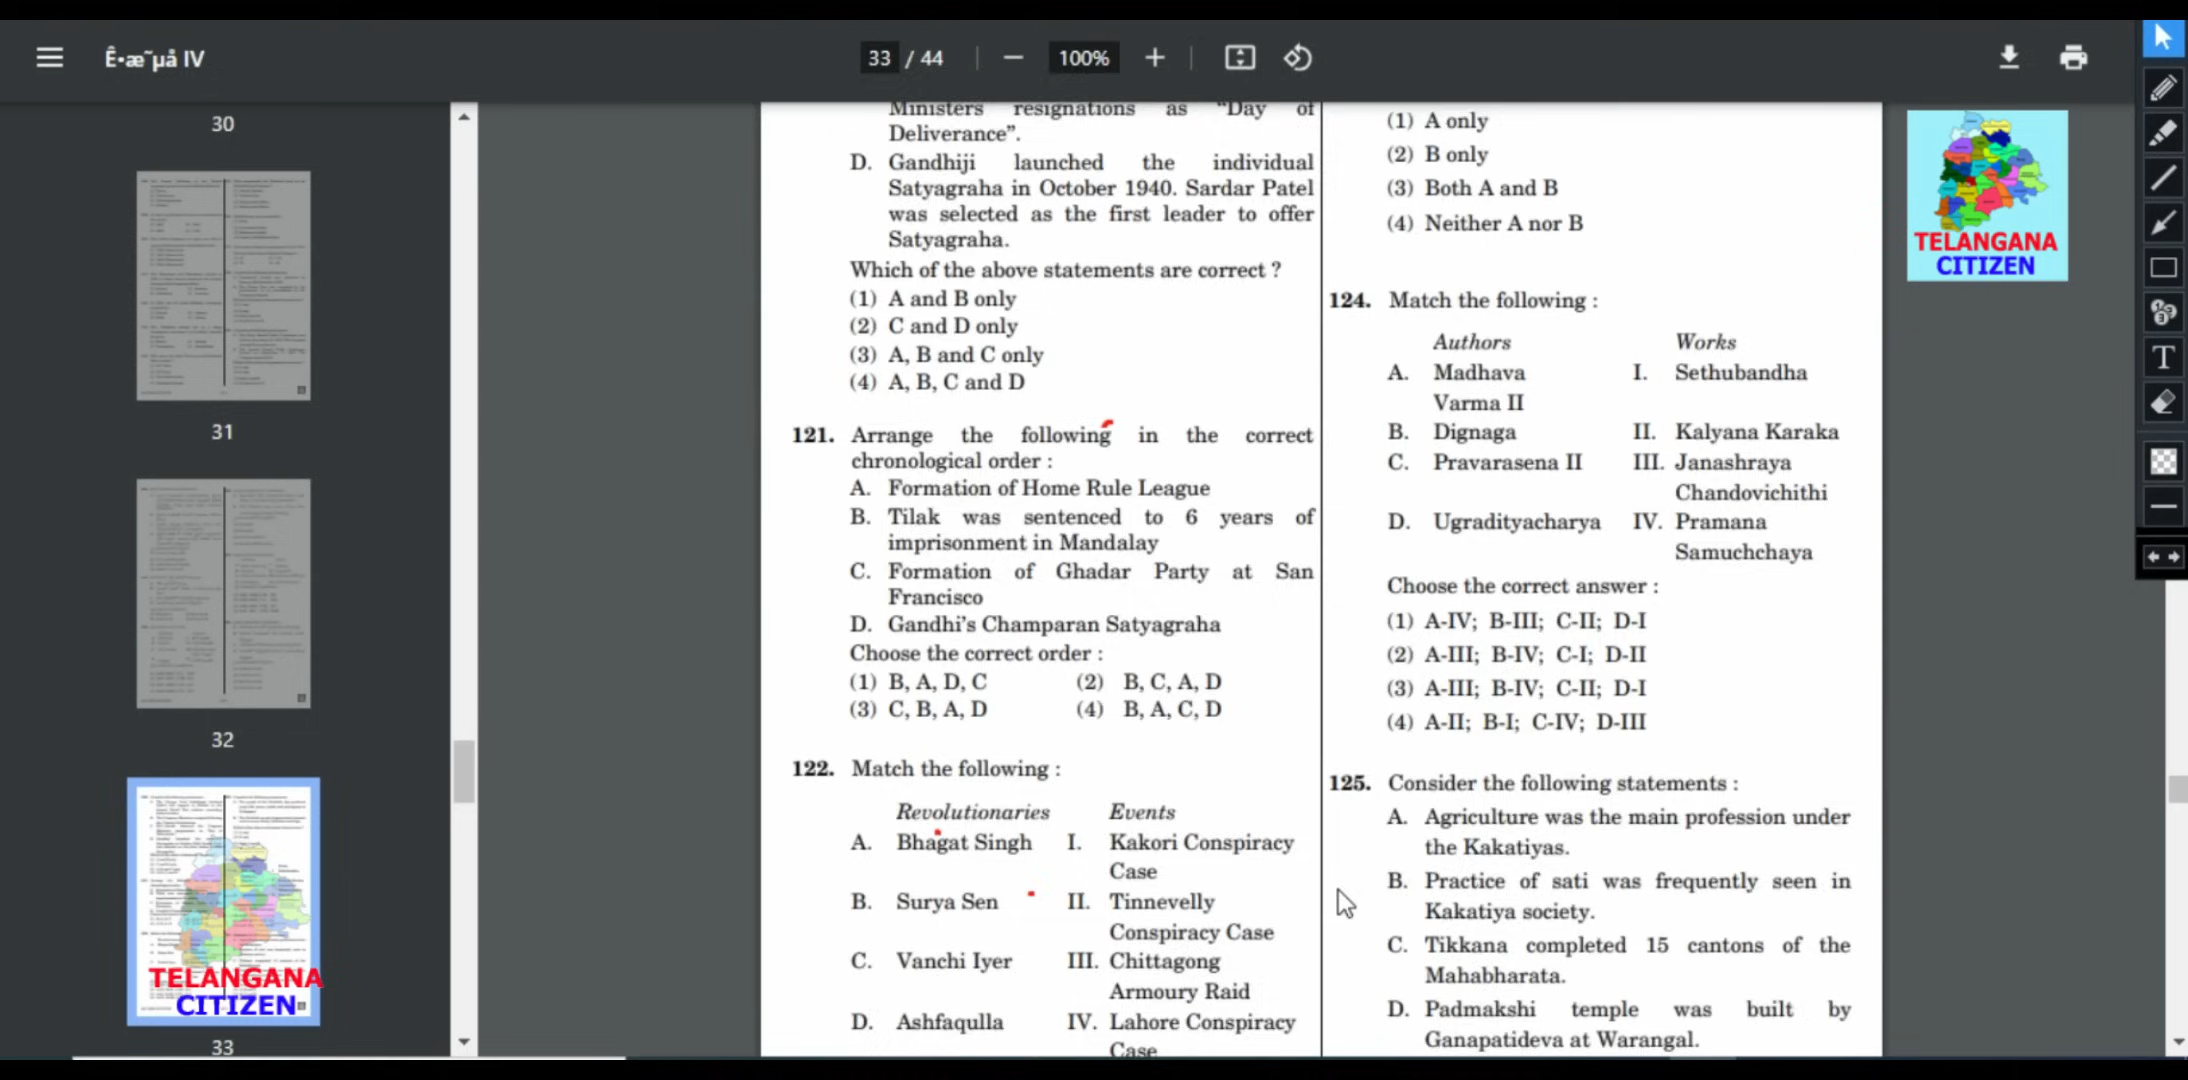 Ê•æ˜µå IV
33 / 44
100%
30
31
32
33
TELANGANA
CITIZEN
Ministers resignations as "Day of
Deliverance".
D. Gandhiji launched the individual
Satyagraha in October 1940. Sardar Patel
was selected as the first leader to offer
Satyagraha.
Which of the above statements are correct ?
(1) A and B only
(2) C and D only
(3) A, B and C only
(4) A, B, C and D
121. Arrange the following in the correct
chronological order :
A. Formation of Home Rule League
B. Tilak was sentenced to 6 years of
imprisonment in Mandalay
C. Formation of Ghadar Party at San
Francisco
D. Gandhi's Champaran Satyagraha
Choose the correct order :
(1) B, A, D, C (2) B, C, A, D
(3) C, B, A, D (4) B, A, C, D
122. Match the following :
Revolutionaries Events
A. Bhagat Singh I. Kakori Conspiracy
Case
B. Surya Sen II. Tinnevelly
Conspiracy Case
C. Vanchi Iyer III. Chittagong
Armoury Raid
D. Ashfaqulla IV. Lahore Conspiracy
Case
(1) A only
(2) B only
(3) Both A and B
(4) Neither A nor B
124. Match the following :
Authors Works
A. Madhava I. Sethubandha
Varma II
B. Dignaga II. Kalyana Karaka
C. Pravarasena II III. Janashraya
Chandovichithi
D. Ugradityacharya IV. Pramana
Samuchchaya
Choose the correct answer :
(1) A-IV; B-III; C-II; D-I
(2) A-III; B-IV; C-I; D-II
(3) A-III; B-IV; C-II; D-I
(4) A-II; B-I; C-IV; D-III
125. Consider the following statements :
A. Agriculture was the main profession under
the Kakatiyas.
B. Practice of sati was frequently seen in
Kakatiya society.
C. Tikkana completed 15 cantons of the
Mahabharata.
D. Padmakshi temple was built by
Ganapatideva at Warangal.
TELANGANA
CITIZEN
T